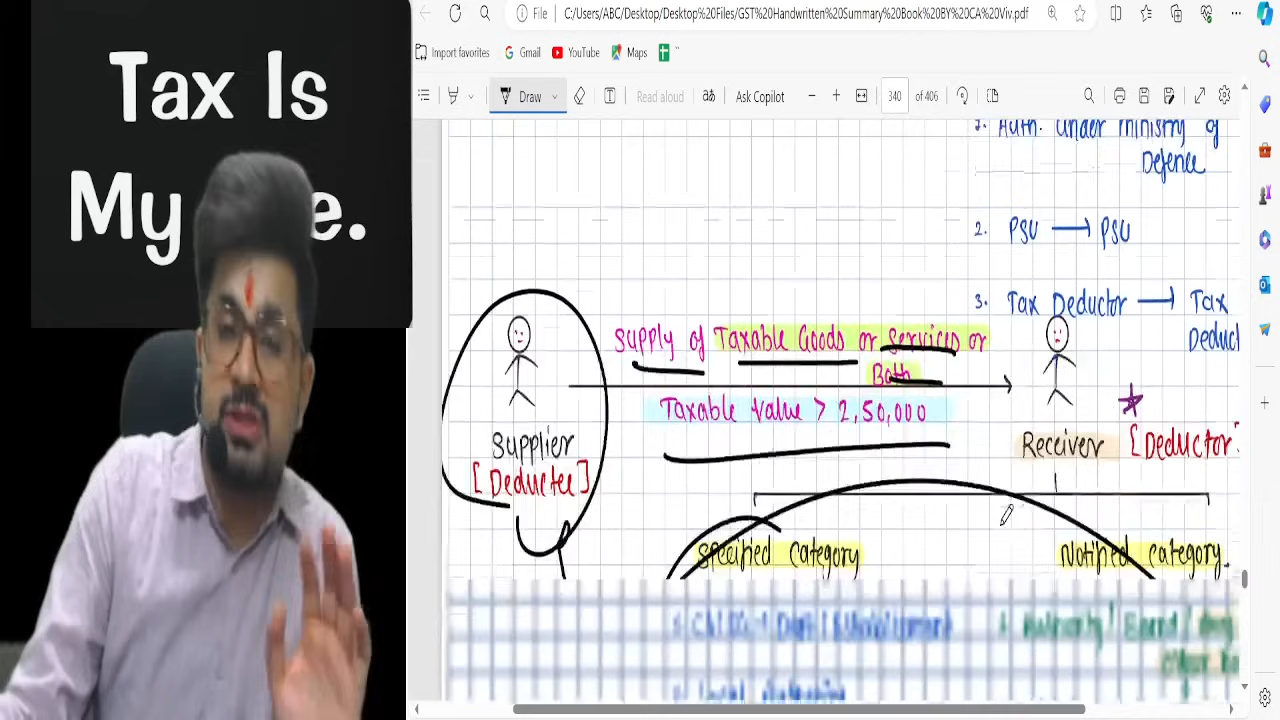 Tax Is
My
e.
File
C:/Users/ABC/Desktop/Desktop%20Files/GST%20Handwritten%20Summary%20Book%20BY%20CA%20Viv.pdf
Import favorites
Gmail
YouTube
Maps
Draw
Read aloud
aあ
Ask Copilot
340 of 406
Auth. Under Ministry of
Defence
2. PSU → PSU
3. Tax Deductor → Tax
Deduct
Supply of Taxable Goods or Services or
Both
Taxable Value > 2,50,000
Supplier
[Deductee]
Receiver [Deductor]
Specified Category
Notified Category.